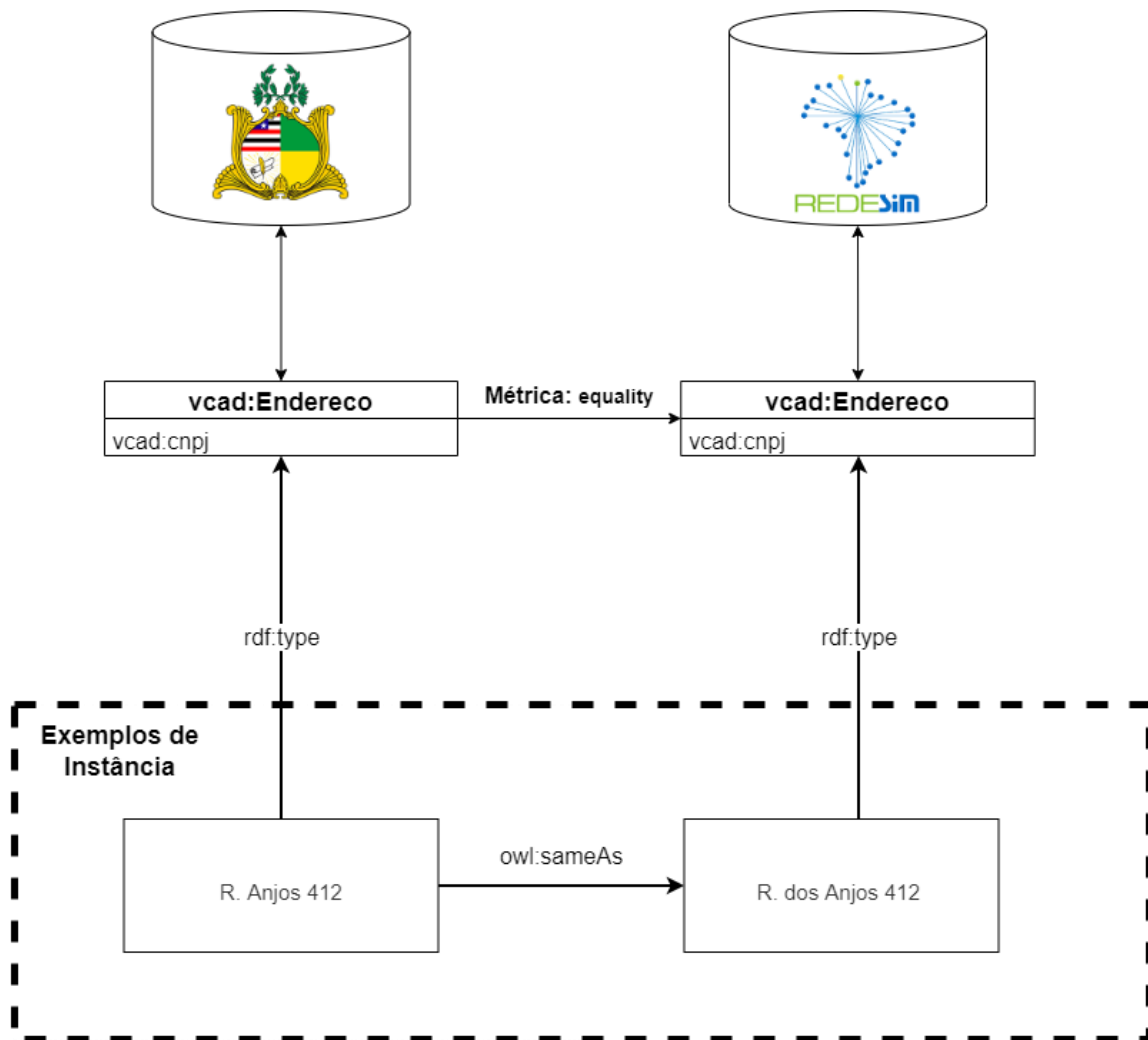 REDESIM
vcad:Endereco
vcad:cnpj
Métrica: equality
vcad:Endereco
vcad:cnpj
rdf:type
rdf:type
Exemplos de
Instância
R. Anjos 412
owl:sameAs
R. dos Anjos 412